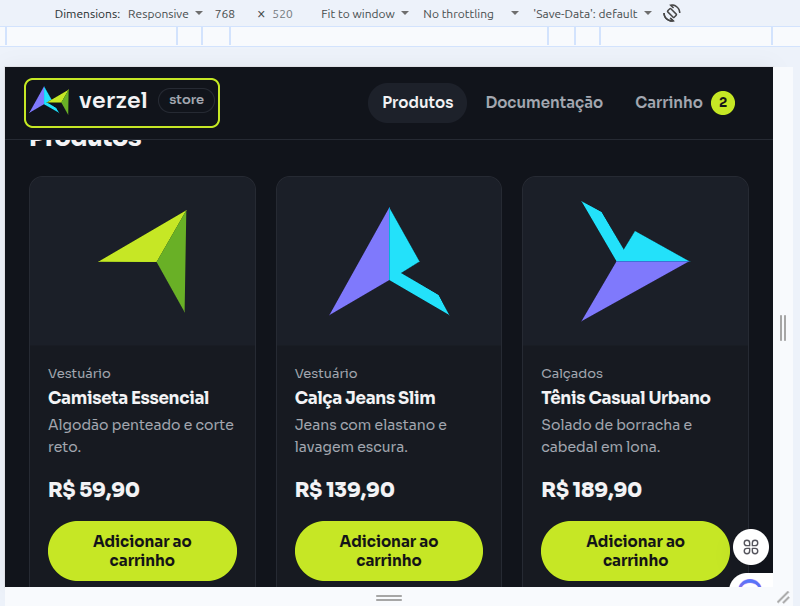 Dimensions: Responsive 768 × 520 Fit to window No throttling 'Save-Data': default
verzel store Produtos Documentação Carrinho 2
Produtos
Vestuário
Camiseta Essencial
Algodão penteado e corte
reto.
R$ 59,90
Adicionar ao
carrinho
Vestuário
Calça Jeans Slim
Jeans com elastano e
lavagem escura.
R$ 139,90
Adicionar ao
carrinho
Calçados
Tênis Casual Urbano
Solado de borracha e
cabedal em lona.
R$ 189,90
Adicionar ao
carrinho